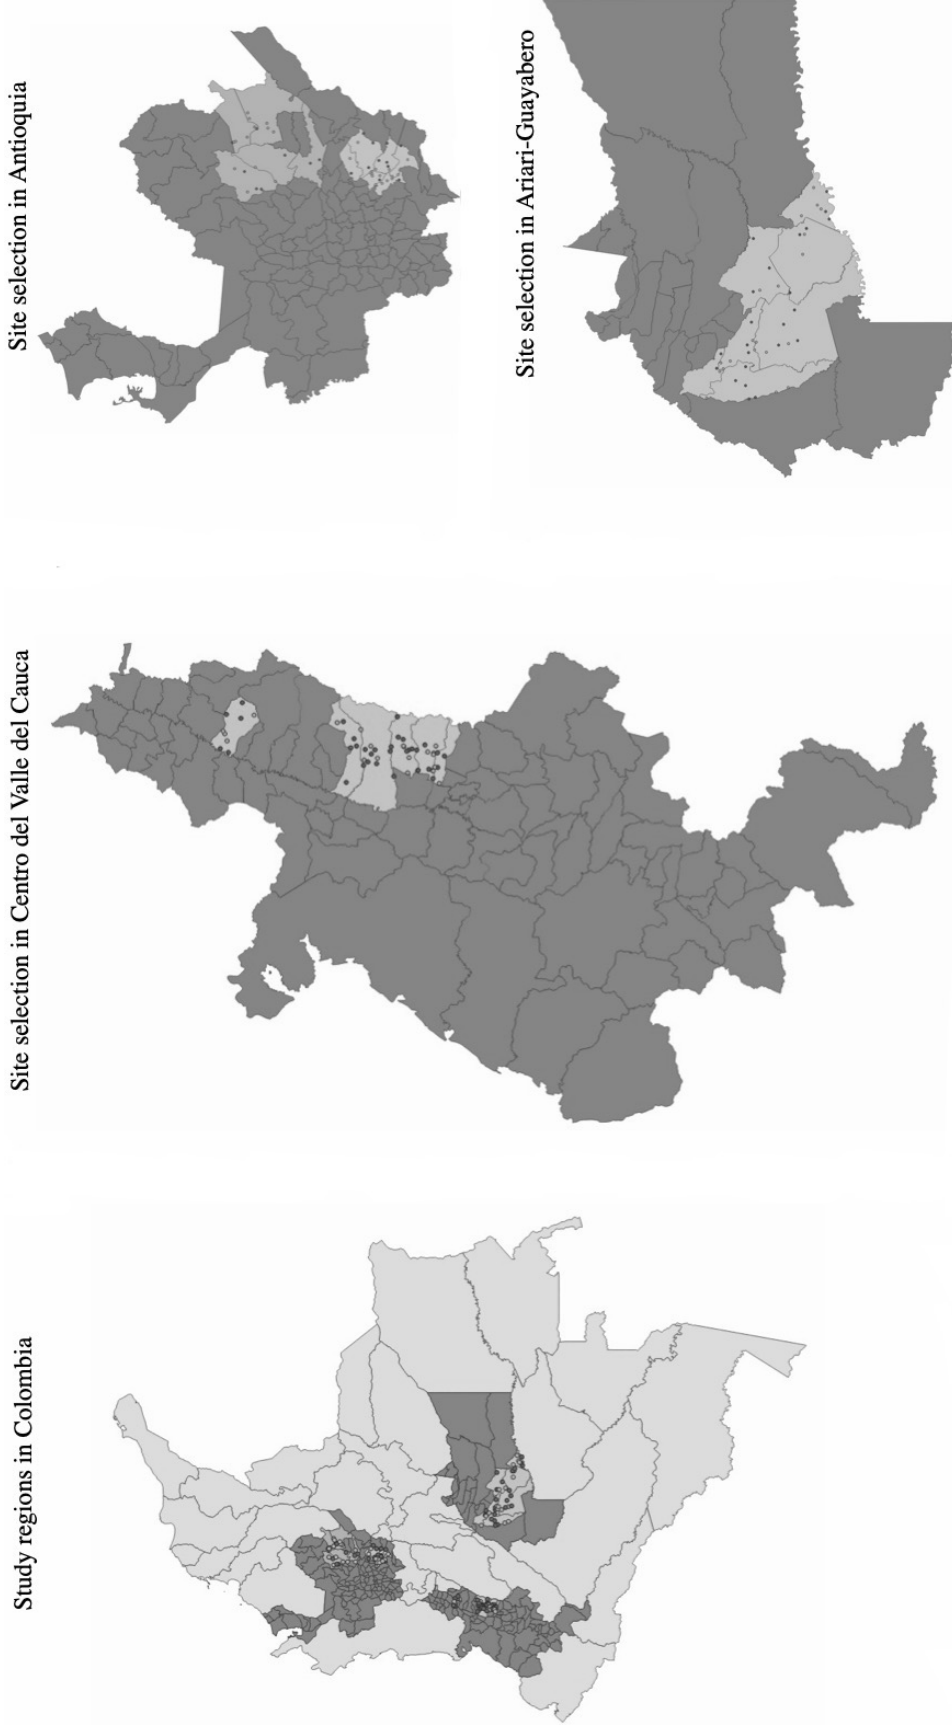 Site selection in Antioquia
Site selection in Ariari-Guayabero
Site selection in Centro del Valle del Cauca
Study regions in Colombia